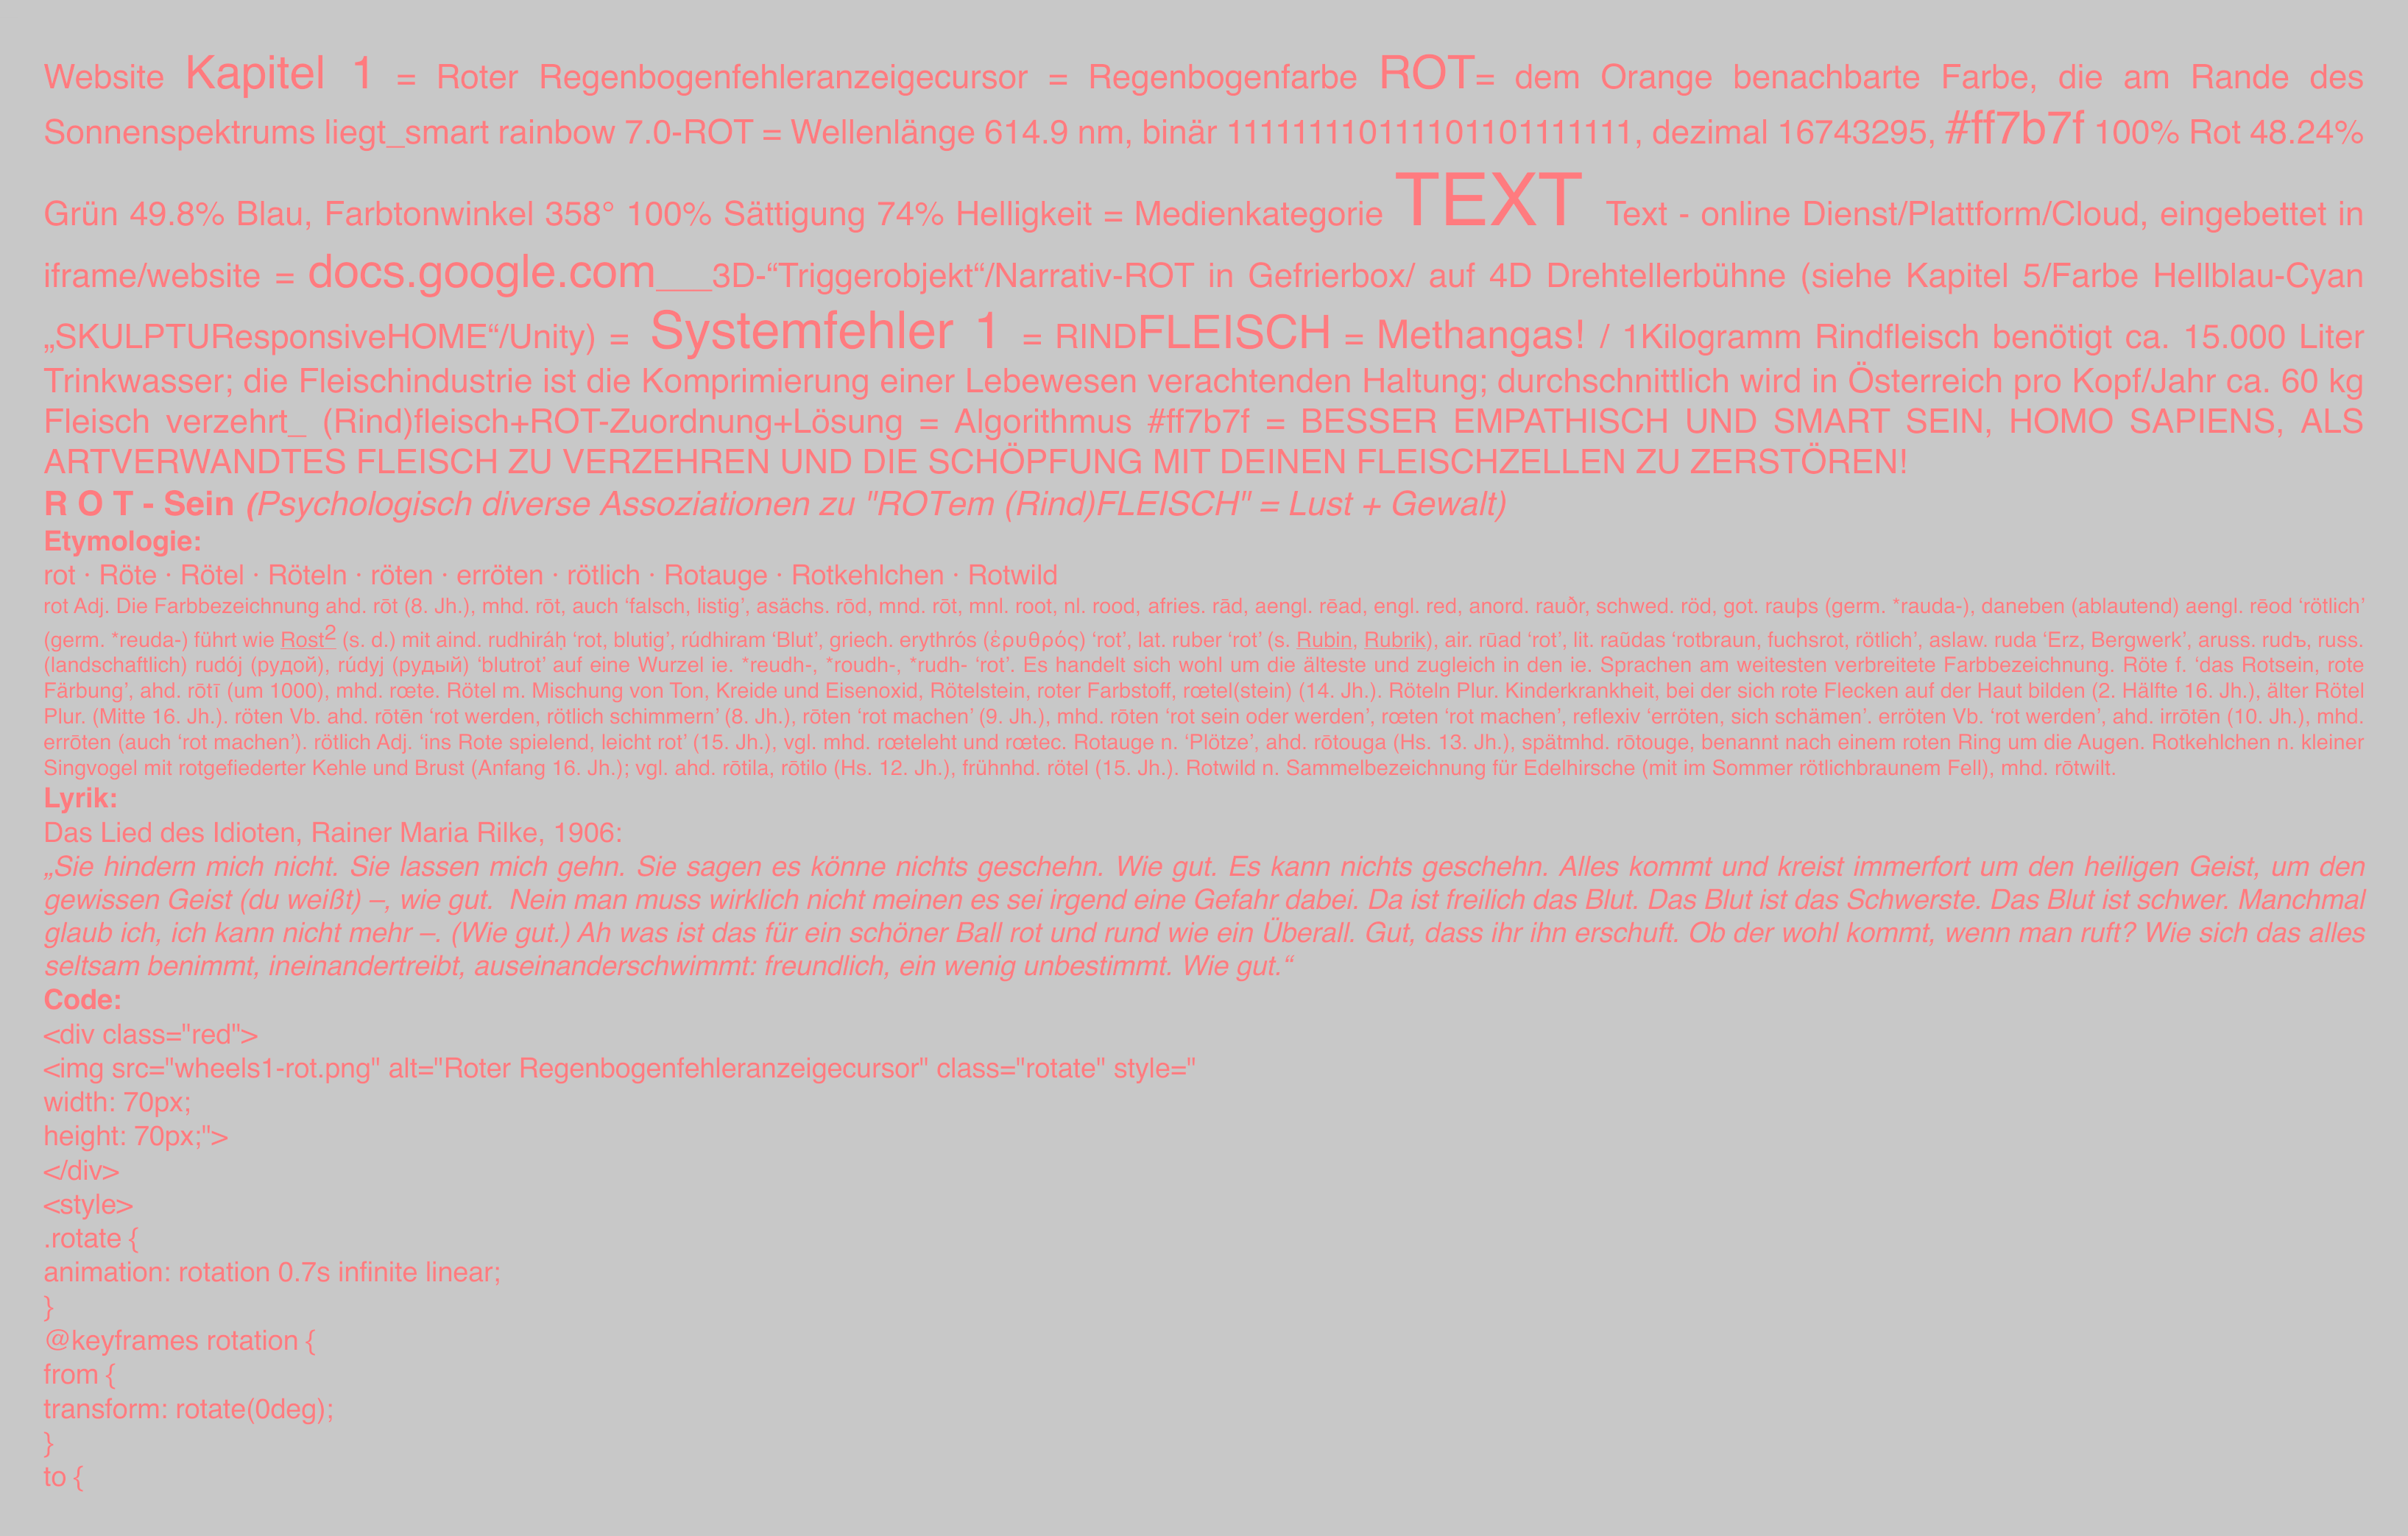 Website Kapitel 1 = Roter Regenbogenfehleranzeigecursor = Regenbogenfarbe ROT= dem Orange benachbarte Farbe, die am Rande des
Sonnenspektrums liegt_smart rainbow 7.0-ROT = Wellenlänge 614.9 nm, binär 111111110111101101111111, dezimal 16743295, #ff7b7f 100% Rot 48.24%
Grün 49.8% Blau, Farbtonwinkel 358° 100% Sättigung 74% Helligkeit = Medienkategorie TEXT Text - online Dienst/Plattform/Cloud, eingebettet in
iframe/website = docs.google.com___3D-“Triggerobjekt“/Narrativ-ROT in Gefrierbox/ auf 4D Drehtellerbühne (siehe Kapitel 5/Farbe Hellblau-Cyan
„SKULPTUResponsiveHOME“/Unity) = Systemfehler 1 = RINDFLEISCH = Methangas! / 1Kilogramm Rindfleisch benötigt ca. 15.000 Liter
Trinkwasser; die Fleischindustrie ist die Komprimierung einer Lebewesen verachtenden Haltung; durchschnittlich wird in Österreich pro Kopf/Jahr ca. 60 kg
Fleisch verzehrt_ (Rind)fleisch+ROT-Zuordnung+Lösung = Algorithmus #ff7b7f = BESSER EMPATHISCH UND SMART SEIN, HOMO SAPIENS, ALS
ARTVERWANDTES FLEISCH ZU VERZEHREN UND DIE SCHÖPFUNG MIT DEINEN FLEISCHZELLEN ZU ZERSTÖREN!
R O T - Sein (Psychologisch diverse Assoziationen zu "ROTem (Rind)FLEISCH" = Lust + Gewalt)
Etymologie:
rot · Röte · Rötel · Röteln · röten · erröten · rötlich · Rotauge · Rotkehlchen · Rotwild
rot Adj. Die Farbbezeichnung ahd. rōt (8. Jh.), mhd. rōt, auch ‘falsch, listig’, asächs. rōd, mnd. rōt, mnl. root, nl. rood, afries. rād, aengl. rēad, engl. red, anord. rauðr, schwed. röd, got. rauþs (germ. *rauda-), daneben (ablautend) aengl. rēod ‘rötlich’
(germ. *reuda-) führt wie Rost2 (s. d.) mit aind. rudhiráḥ ‘rot, blutig’, rúdhiram ‘Blut’, griech. erythrós (ἐρυθρός) ‘rot’, lat. ruber ‘rot’ (s. Rubin, Rubrik), air. rūad ‘rot’, lit. raũdas ‘rotbraun, fuchsrot, rötlich’, aslaw. ruda ‘Erz, Bergwerk’, aruss. rudъ, russ.
(landschaftlich) rudój (рудой), rúdyj (рудый) ‘blutrot’ auf eine Wurzel ie. *reudh-, *roudh-, *rudh- ‘rot’. Es handelt sich wohl um die älteste und zugleich in den ie. Sprachen am weitesten verbreitete Farbbezeichnung. Röte f. ‘das Rotsein, rote
Färbung’, ahd. rōtī (um 1000), mhd. rœte. Rötel m. Mischung von Ton, Kreide und Eisenoxid, Rötelstein, roter Farbstoff, rœtel(stein) (14. Jh.). Röteln Plur. Kinderkrankheit, bei der sich rote Flecken auf der Haut bilden (2. Hälfte 16. Jh.), älter Rötel
Plur. (Mitte 16. Jh.). röten Vb. ahd. rōtēn ‘rot werden, rötlich schimmern’ (8. Jh.), rōten ‘rot machen’ (9. Jh.), mhd. rōten ‘rot sein oder werden’, rœten ‘rot machen’, reflexiv ‘erröten, sich schämen’. erröten Vb. ‘rot werden’, ahd. irrōtēn (10. Jh.), mhd.
errōten (auch ‘rot machen’). rötlich Adj. ‘ins Rote spielend, leicht rot’ (15. Jh.), vgl. mhd. rœteleht und rœtec. Rotauge n. ‘Plötze’, ahd. rōtouga (Hs. 13. Jh.), spätmhd. rōtouge, benannt nach einem roten Ring um die Augen. Rotkehlchen n. kleiner
Singvogel mit rotgefiederter Kehle und Brust (Anfang 16. Jh.); vgl. ahd. rōtila, rōtilo (Hs. 12. Jh.), frühnhd. rötel (15. Jh.). Rotwild n. Sammelbezeichnung für Edelhirsche (mit im Sommer rötlichbraunem Fell), mhd. rōtwilt.
Lyrik:
Das Lied des Idioten, Rainer Maria Rilke, 1906:
„Sie hindern mich nicht. Sie lassen mich gehn. Sie sagen es könne nichts geschehn. Wie gut. Es kann nichts geschehn. Alles kommt und kreist immerfort um den heiligen Geist, um den
gewissen Geist (du weißt) –, wie gut. Nein man muss wirklich nicht meinen es sei irgend eine Gefahr dabei. Da ist freilich das Blut. Das Blut ist das Schwerste. Das Blut ist schwer. Manchmal
glaub ich, ich kann nicht mehr –. (Wie gut.) Ah was ist das für ein schöner Ball rot und rund wie ein Überall. Gut, dass ihr ihn erschuft. Ob der wohl kommt, wenn man ruft? Wie sich das alles
seltsam benimmt, ineinandertreibt, auseinanderschwimmt: freundlich, ein wenig unbestimmt. Wie gut.“
Code:
<div class="red">
<img src="wheels1-rot.png" alt="Roter Regenbogenfehleranzeigecursor" class="rotate" style="
width: 70px;
height: 70px;">
</div>
<style>
.rotate {
animation: rotation 0.7s infinite linear;
}
@keyframes rotation {
from {
transform: rotate(0deg);
}
to {